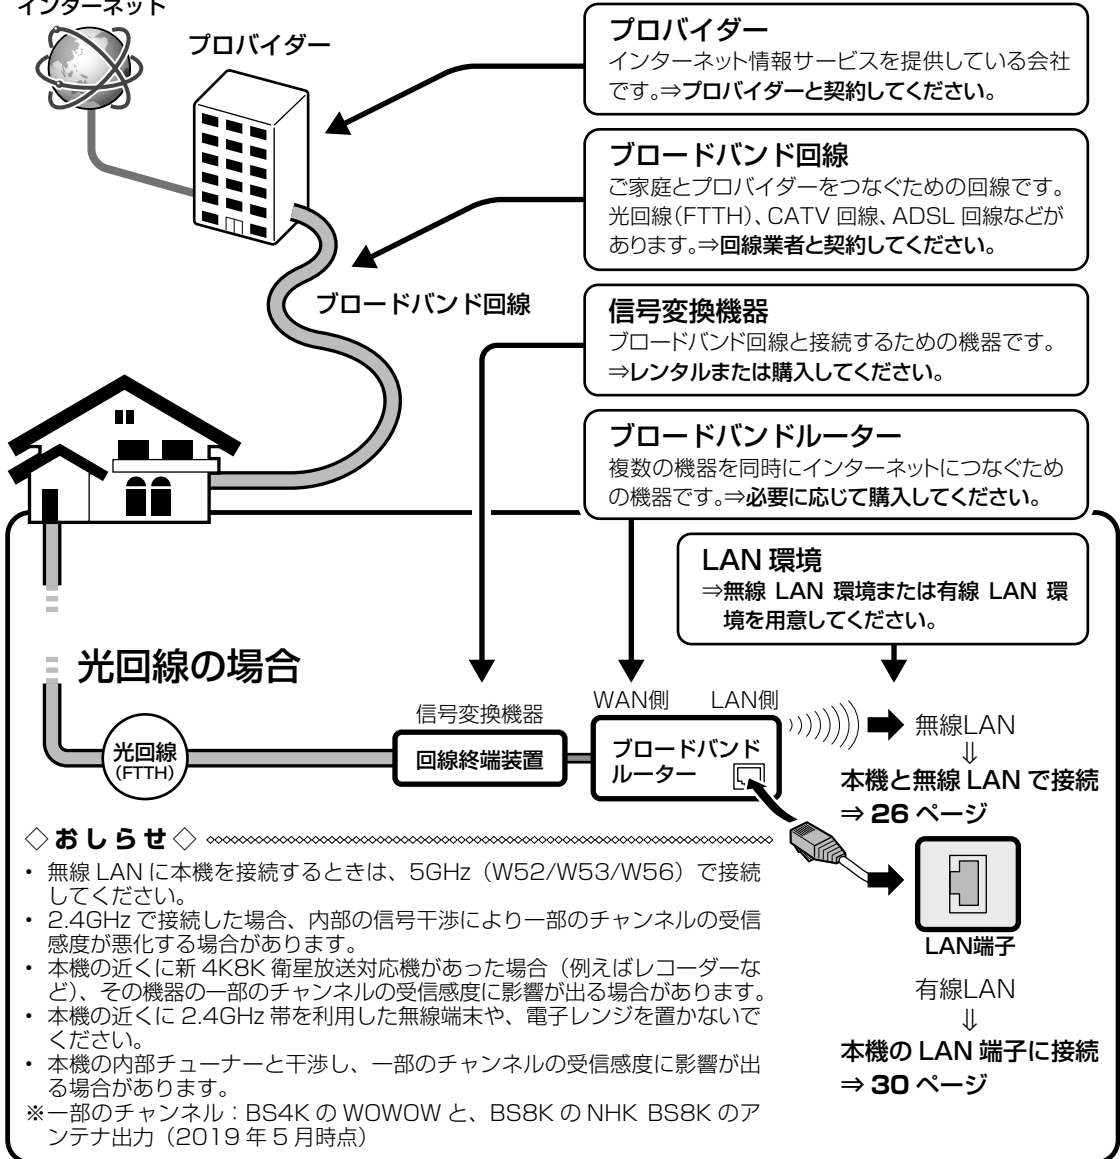 インターネット
プロバイダー
プロバイダー
インターネット情報サービスを提供している会社
です。⇒プロバイダーと契約してください。
ブロードバンド回線
ご家庭とプロバイダーをつなぐための回線です。
光回線(FTTH)、CATV 回線、ADSL 回線などが
あります。⇒回線業者と契約してください。
ブロードバンド回線
信号変換機器
ブロードバンド回線と接続するための機器です。
⇒レンタルまたは購入してください。
ブロードバンドルーター
複数の機器を同時にインターネットにつなぐため
の機器です。⇒必要に応じて購入してください。
LAN 環境
⇒無線 LAN 環境または有線 LAN 環
境を用意してください。
光回線の場合
光回線
(FTTH)
信号変換機器
回線終端装置
WAN側 LAN側
ブロードバンド
ルーター
無線LAN
⇓
本機と無線 LAN で接続
⇒ 26 ページ
LAN端子
有線LAN
⇓
本機の LAN 端子に接続
⇒ 30 ページ
◇おしらせ◇
• 無線 LAN に本機を接続するときは、5GHz（W52/W53/W56）で接続
してください。
• 2.4GHz で接続した場合、内部の信号干渉により一部のチャンネルの受信
感度が悪化する場合があります。
• 本機の近くに新 4K8K 衛星放送対応機があった場合（例えばレコーダーな
ど）、その機器の一部のチャンネルの受信感度に影響が出る場合があります。
• 本機の近くに 2.4GHz 帯を利用した無線端末や、電子レンジを置かないで
ください。
• 本機の内部チューナーと干渉し、一部のチャンネルの受信感度に影響が出
る場合があります。
※一部のチャンネル：BS4K の WOWOW と、BS8K の NHK BS8K のア
ンテナ出力（2019 年 5 月時点）